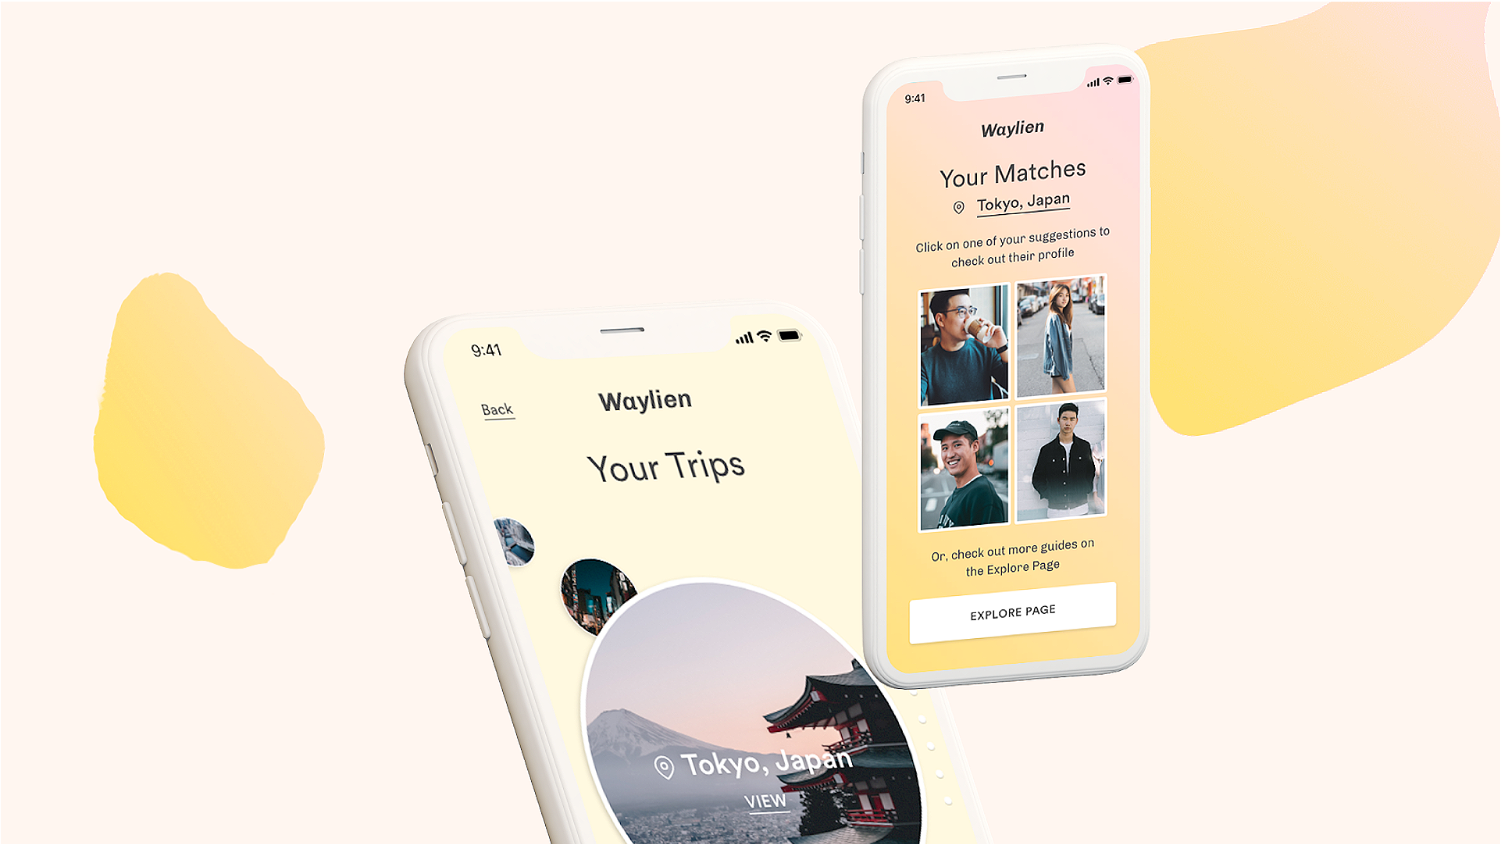 9:41
Back
Waylien
Your Trips
Tokyo, Japan
VIEW
9:41
Waylien
Your Matches
Tokyo, Japan
Click on one of your suggestions to
check out their profile
Or, check out more guides on
the Explore Page
EXPLORE PAGE